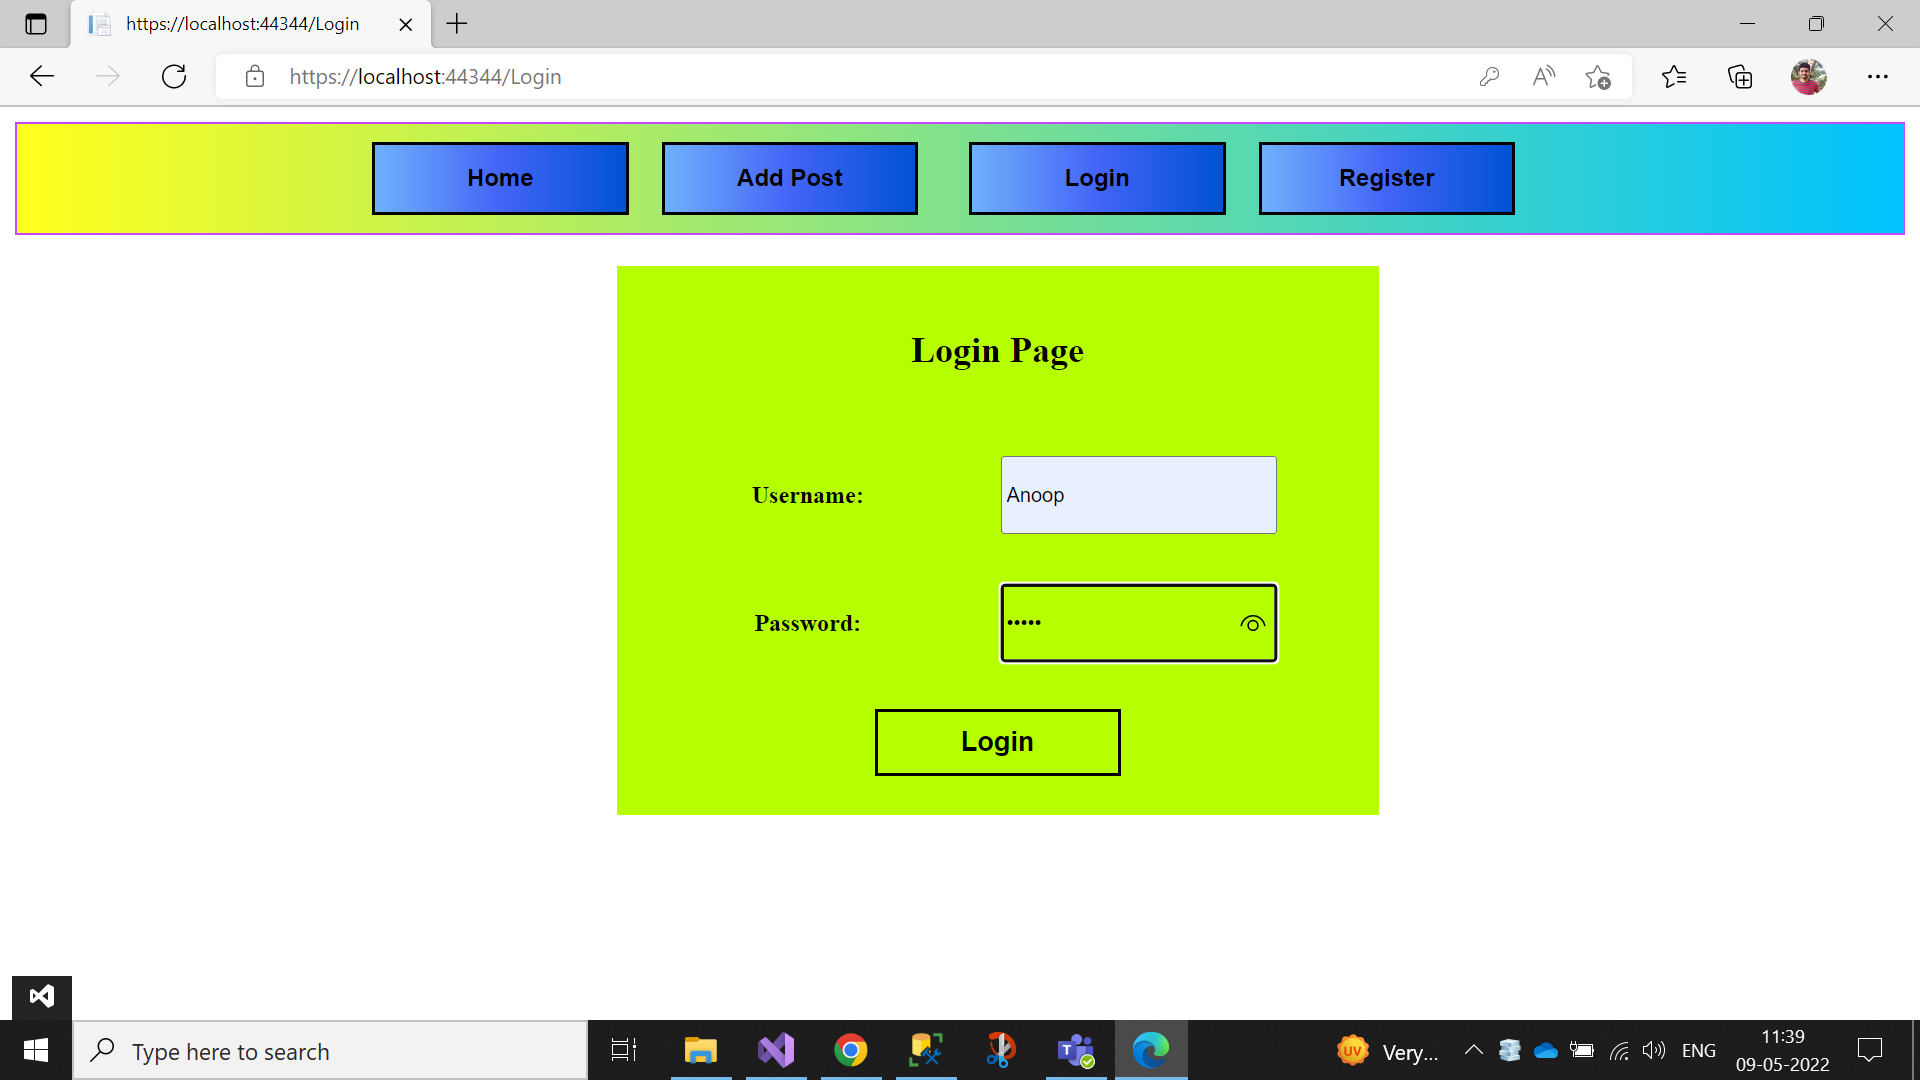 https://localhost:44344/Login
https://localhost:44344/Login
Home Add Post Login Register
Login Page
Username: Anoop
Password: •••••
Login
Type here to search
UV Very... ENG 11:39
09-05-2022